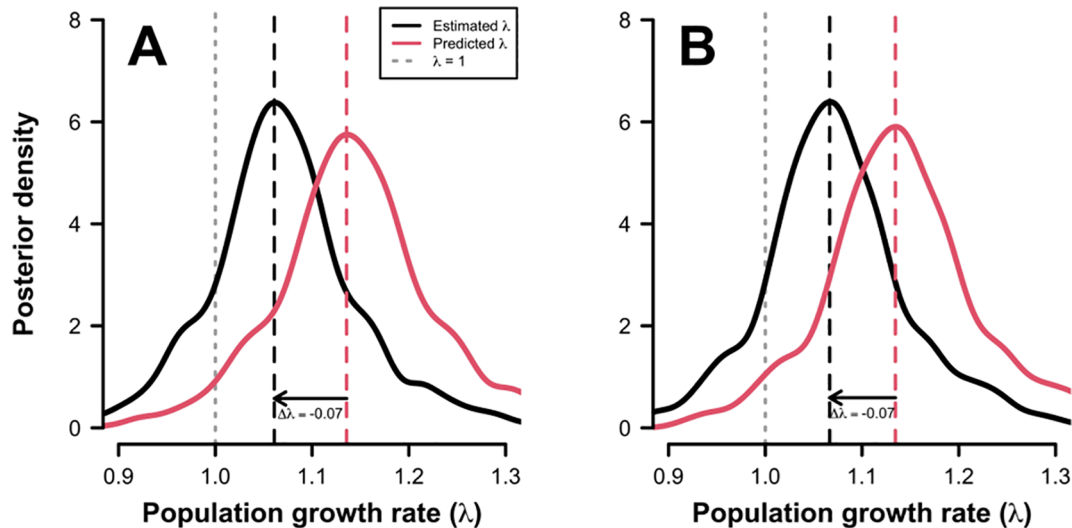 A
Estimated λ
Predicted λ
λ = 1
Posterior density
8
6
4
2
0
Δλ = -0.07
0.9 1.0 1.1 1.2 1.3
Population growth rate (λ)
B
8
6
4
2
0
Δλ = -0.07
0.9 1.0 1.1 1.2 1.3
Population growth rate (λ)